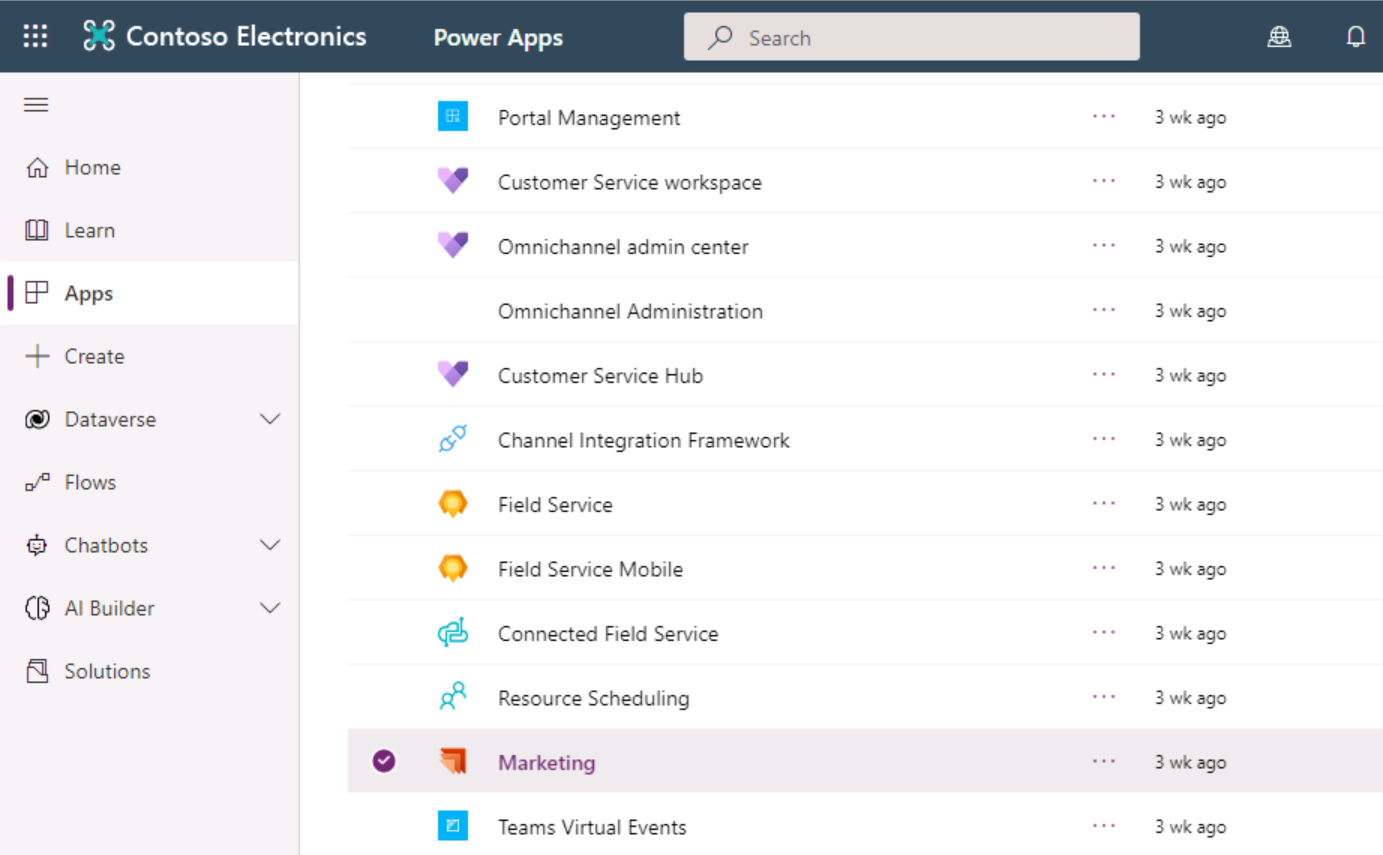 Contoso Electronics Power Apps Search
Home
Learn
Apps
Create
Dataverse
Flows
Chatbots
AI Builder
Solutions
Portal Management ··· 3 wk ago
Customer Service workspace ··· 3 wk ago
Omnichannel admin center ··· 3 wk ago
Omnichannel Administration ··· 3 wk ago
Customer Service Hub ··· 3 wk ago
Channel Integration Framework ··· 3 wk ago
Field Service ··· 3 wk ago
Field Service Mobile ··· 3 wk ago
Connected Field Service ··· 3 wk ago
Resource Scheduling ··· 3 wk ago
Marketing ··· 3 wk ago
Teams Virtual Events ··· 3 wk ago